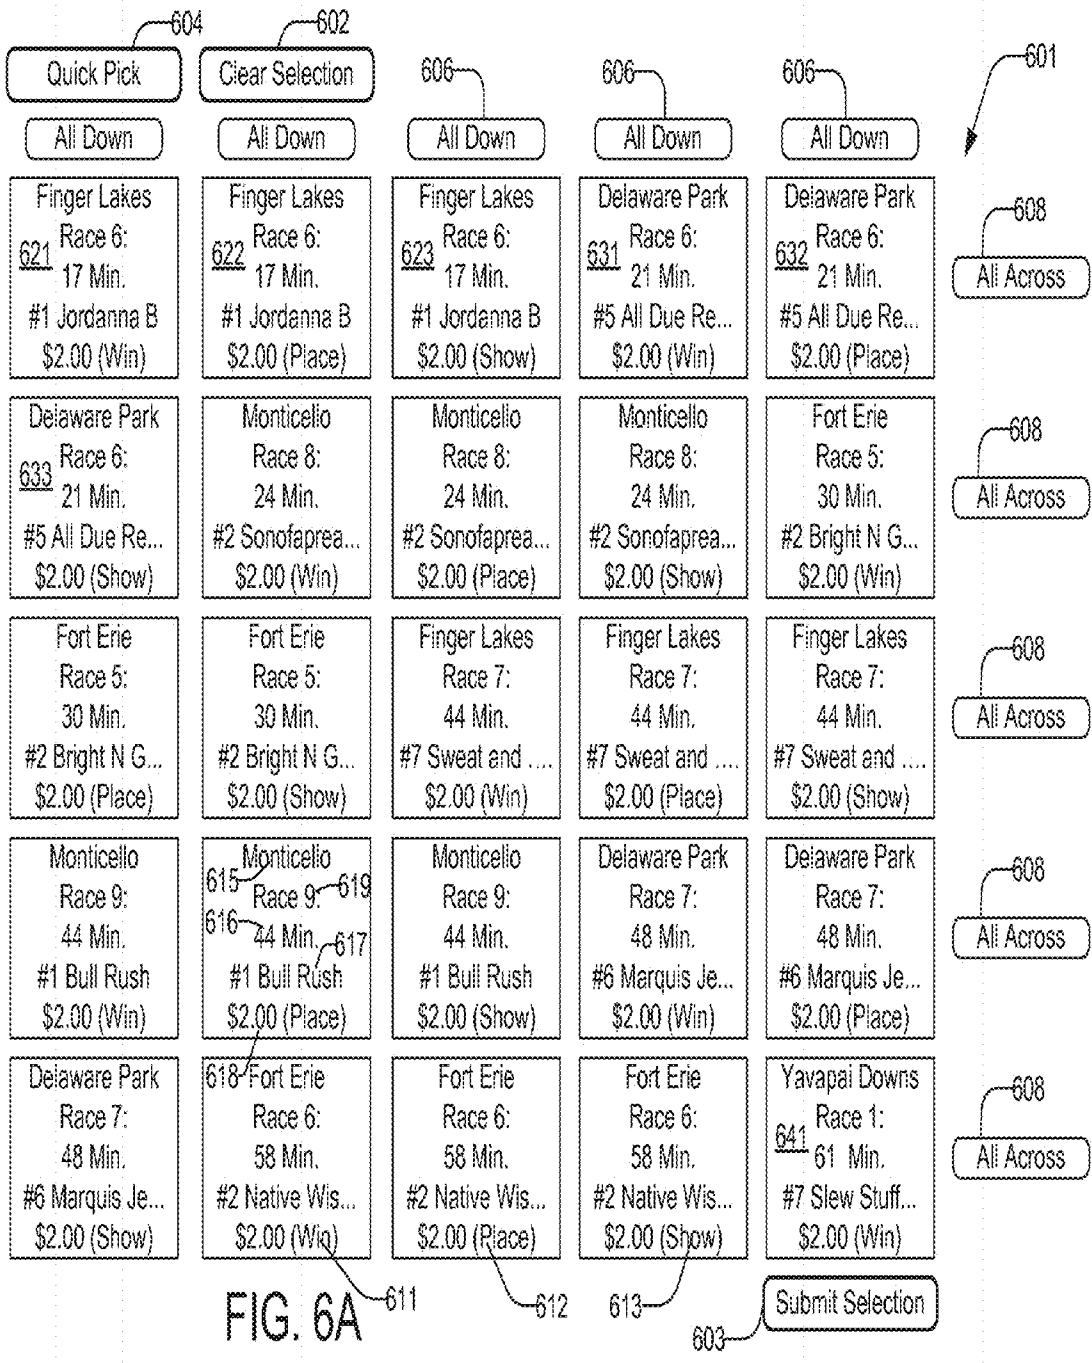 604
602
Quick Pick
Clear Selection
606
606
606
601
All Down
All Down
All Down
All Down
All Down
Finger Lakes
Race 6:
621
17 Min.
#1 Jordanna B
$2.00 (Win)
Finger Lakes
Race 6:
622
17 Min.
#1 Jordanna B
$2.00 (Place)
Finger Lakes
Race 6:
623
17 Min.
#1 Jordanna B
$2.00 (Show)
Delaware Park
Race 6:
631
21 Min.
#5 All Due Re...
$2.00 (Win)
Delaware Park
Race 6:
632
21 Min.
#5 All Due Re...
$2.00 (Place)
608
All Across
Delaware Park
Race 6:
633
21 Min.
#5 All Due Re...
$2.00 (Show)
Monticello
Race 8:
24 Min.
#2 Sonofaprea...
$2.00 (Win)
Monticello
Race 8:
24 Min.
#2 Sonofaprea...
$2.00 (Place)
Monticello
Race 8:
24 Min.
#2 Sonofaprea...
$2.00 (Show)
Fort Erie
Race 5:
30 Min.
#2 Bright N G...
$2.00 (Win)
608
All Across
Fort Erie
Race 5:
30 Min.
#2 Bright N G...
$2.00 (Place)
Fort Erie
Race 5:
30 Min.
#2 Bright N G...
$2.00 (Show)
Finger Lakes
Race 7:
44 Min.
#7 Sweat and ....
$2.00 (Win)
Finger Lakes
Race 7:
44 Min.
#7 Sweat and ....
$2.00 (Place)
Finger Lakes
Race 7:
44 Min.
#7 Sweat and ....
$2.00 (Show)
608
All Across
Monticello
Race 9:
44 Min.
#1 Bull Rush
$2.00 (Win)
Monticello
615
Race 9:
619
616
44 Min.
617
#1 Bull Rush
$2.00 (Place)
618
Monticello
Race 9:
44 Min.
#1 Bull Rush
$2.00 (Show)
Delaware Park
Race 7:
48 Min.
#6 Marquis Je...
$2.00 (Win)
Delaware Park
Race 7:
48 Min.
#6 Marquis Je...
$2.00 (Place)
608
All Across
Delaware Park
Race 7:
48 Min.
#6 Marquis Je...
$2.00 (Show)
Fort Erie
Race 6:
58 Min.
#2 Native Wis...
$2.00 (Win)
Fort Erie
Race 6:
58 Min.
#2 Native Wis...
$2.00 (Place)
Fort Erie
Race 6:
58 Min.
#2 Native Wis...
$2.00 (Show)
Yavapai Downs
Race 1:
641
61 Min.
#7 Slew Stuff...
$2.00 (Win)
608
All Across
611
612
613
Submit Selection
603
FIG. 6A